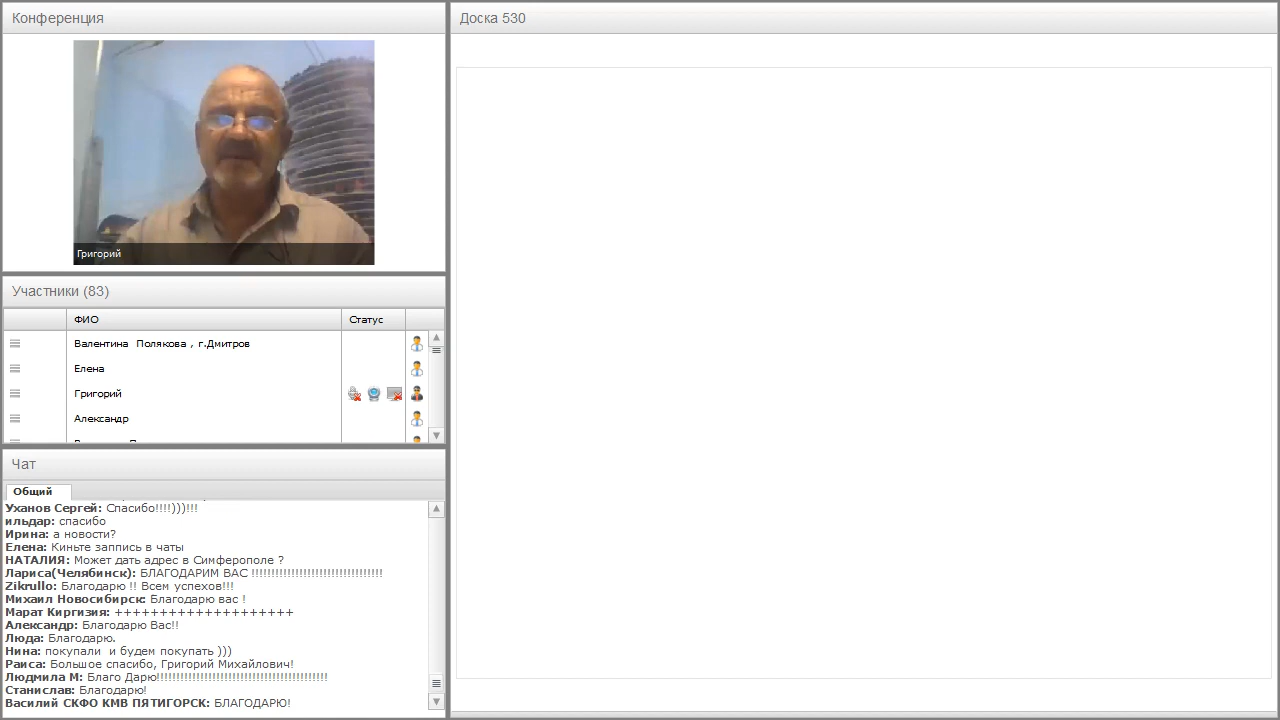 Конференция
Григорий
Участники (83)
ФИО Статус
Валентина Полякова , г.Дмитров
Елена
Григорий
Александр
Чат
Общий
Уханов Сергей: Спасибо!!!!)))!!!
ильдар: спасибо
Ирина: а новости?
Елена: Киньте заппись в чаты
НАТАЛИЯ: Может дать адрес в Симферополе ?
Лариса(Челябинск): БЛАГОДАРИМ ВАС !!!!!!!!!!!!!!!!!!!!!!!!!!!!!!!!!
Zikrullo: Благодарю !! Всем успехов!!!
Михаил Новосибирск: Благодарю вас !
Марат Киргизия: ++++++++++++++++++++
Александр: Благодарю Вас!!
Люда: Благодарю.
Нина: покупали и будем покупать )))
Раиса: Большое спасибо, Григорий Михайлович!
Людмила М: Благо Дарю!!!!!!!!!!!!!!!!!!!!!!!!!!!!!!!!!!!!!!!!!!!
Станислав: Благодарю!
Василий СКФО КМВ ПЯТИГОРСК: БЛАГОДАРЮ!
Доска 530